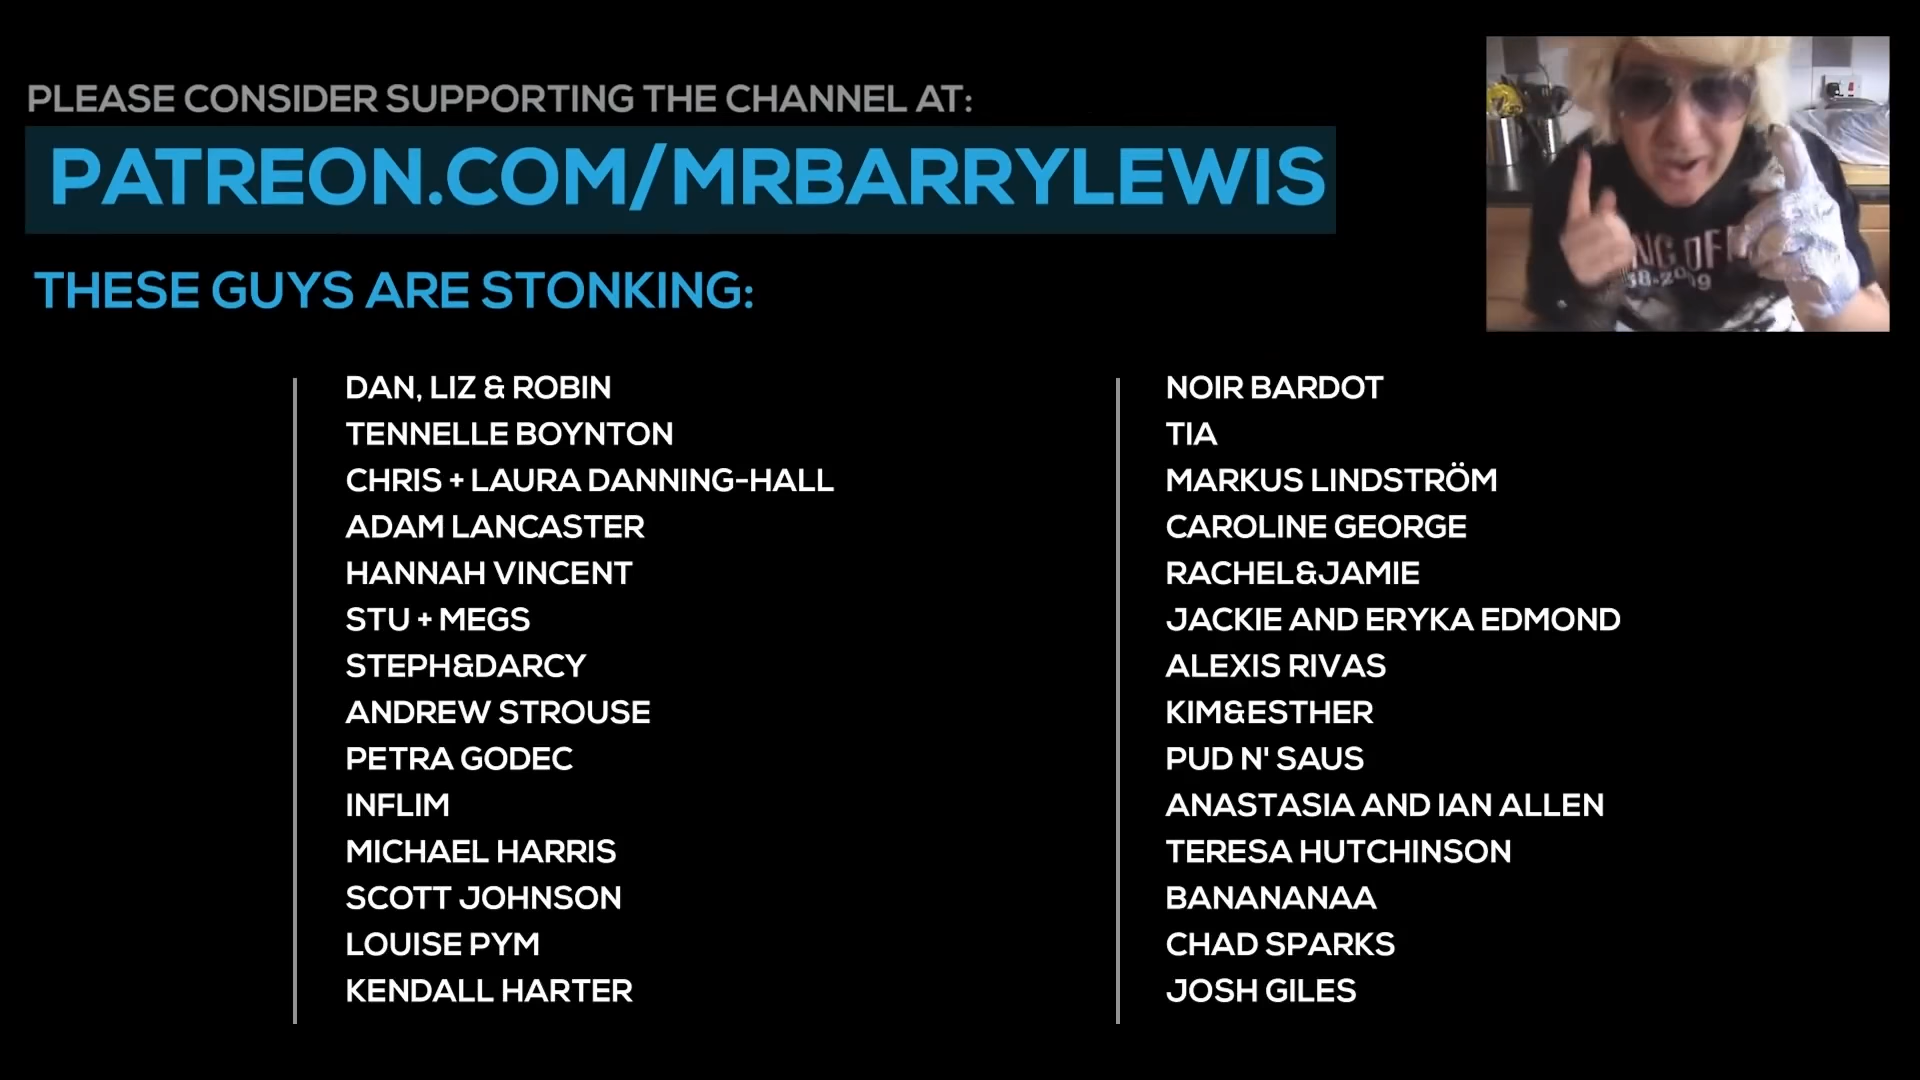 PLEASE CONSIDER SUPPORTING THE CHANNEL AT:
PATREON.COM/MRBARRYLEWIS
THESE GUYS ARE STONKING:
DAN, LIZ & ROBIN
TENNELLE BOYNTON
CHRIS + LAURA DANNING-HALL
ADAM LANCASTER
HANNAH VINCENT
STU + MEGS
STEPH&DARCY
ANDREW STROUSE
PETRA GODEC
INFLIM
MICHAEL HARRIS
SCOTT JOHNSON
LOUISE PYM
KENDALL HARTER
NOIR BARDOT
TIA
MARKUS LINDSTRÖM
CAROLINE GEORGE
RACHEL&JAMIE
JACKIE AND ERYKA EDMOND
ALEXIS RIVAS
KIM&ESTHER
PUD N' SAUS
ANASTASIA AND IAN ALLEN
TERESA HUTCHINSON
BANANANAA
CHAD SPARKS
JOSH GILES